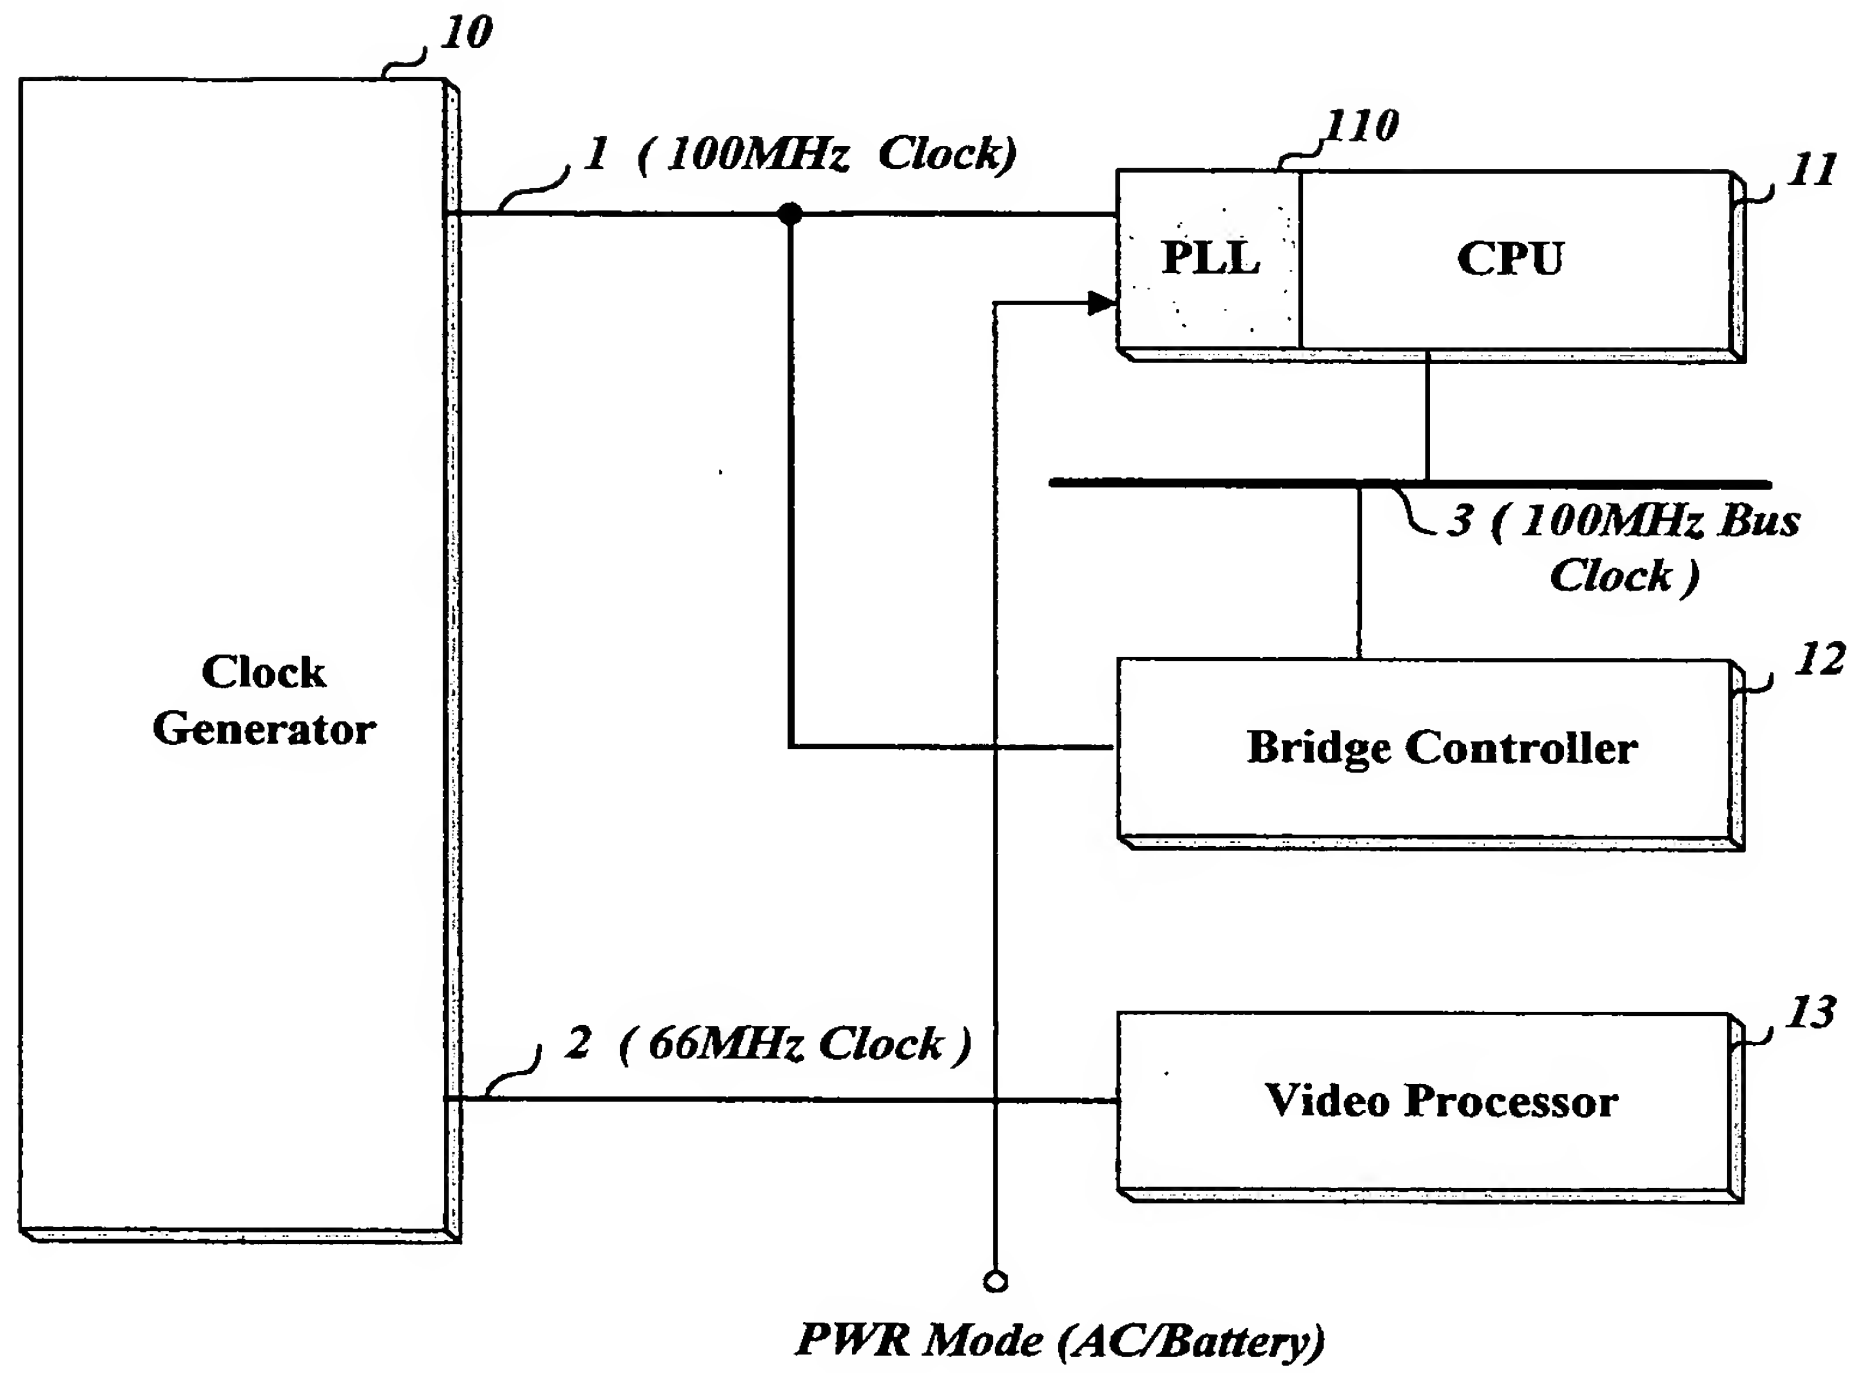 10
1 ( 100MHz Clock)
110
11
PLL
CPU
3 ( 100MHz Bus
Clock )
12
Clock
Generator
Bridge Controller
13
2 ( 66MHz Clock )
Video Processor
PWR Mode (AC/Battery)